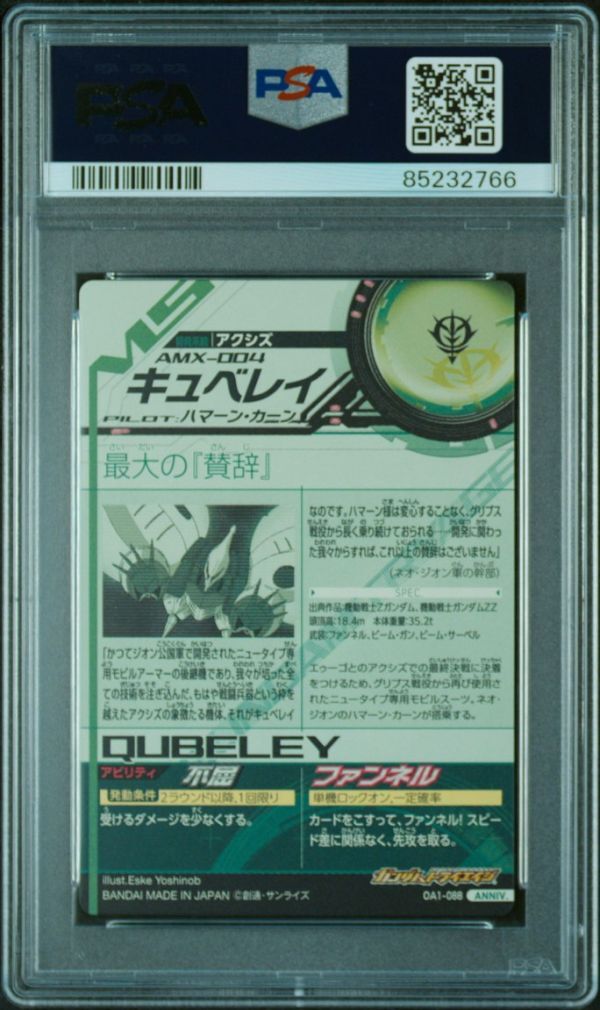 PSA
PSA
85232766
MS
開発系統 アクシズ
AMX-004
キュベレイ
PILOT: ハマーン・カーン
最大の『賛辞』
「かつてジオン公国軍で開発されたニュータイプ専
用モビルアーマーの後継機であり、我々が培った全
ての技術を注ぎ込んだ、もはや戦闘兵器という枠を
越えたアクシズの象徴たる機体、それがキュベレイ
なのです。ハマーン様は変心することなく、グリプス
戦役から長く乗り続けておられる……開発に関わっ
た我々からすれば、これ以上の賛辞はございません」
(ネオ・ジオン軍の幹部)
SPEC.
出典作品:機動戦士Zガンダム、機動戦士ガンダムZZ
頭頂高:18.4m 本体重量:35.2t
武装:ファンネル、ビーム・ガン、ビーム・サーベル
エゥーゴとのアクシズでの最終決戦に決着
をつけるため、グリプス戦役から再び使用さ
れたニュータイプ専用モビルスーツ。ネオ・
ジオンのハマーン・カーンが搭乗する。
QUBELEY
アビリティ 不屈
発動条件 2ラウンド以降、1回限り
受けるダメージを少なくする。
ファンネル
単機ロックオン、一定確率
カードをこすって、ファンネル! スピー
ド差に関係なく、先攻を取る。
illust.Eske Yoshinob
BANDAI MADE IN JAPAN ©創通・サンライズ
ガンダムトライエイジ
OA1-088 ANNIV.
PSA